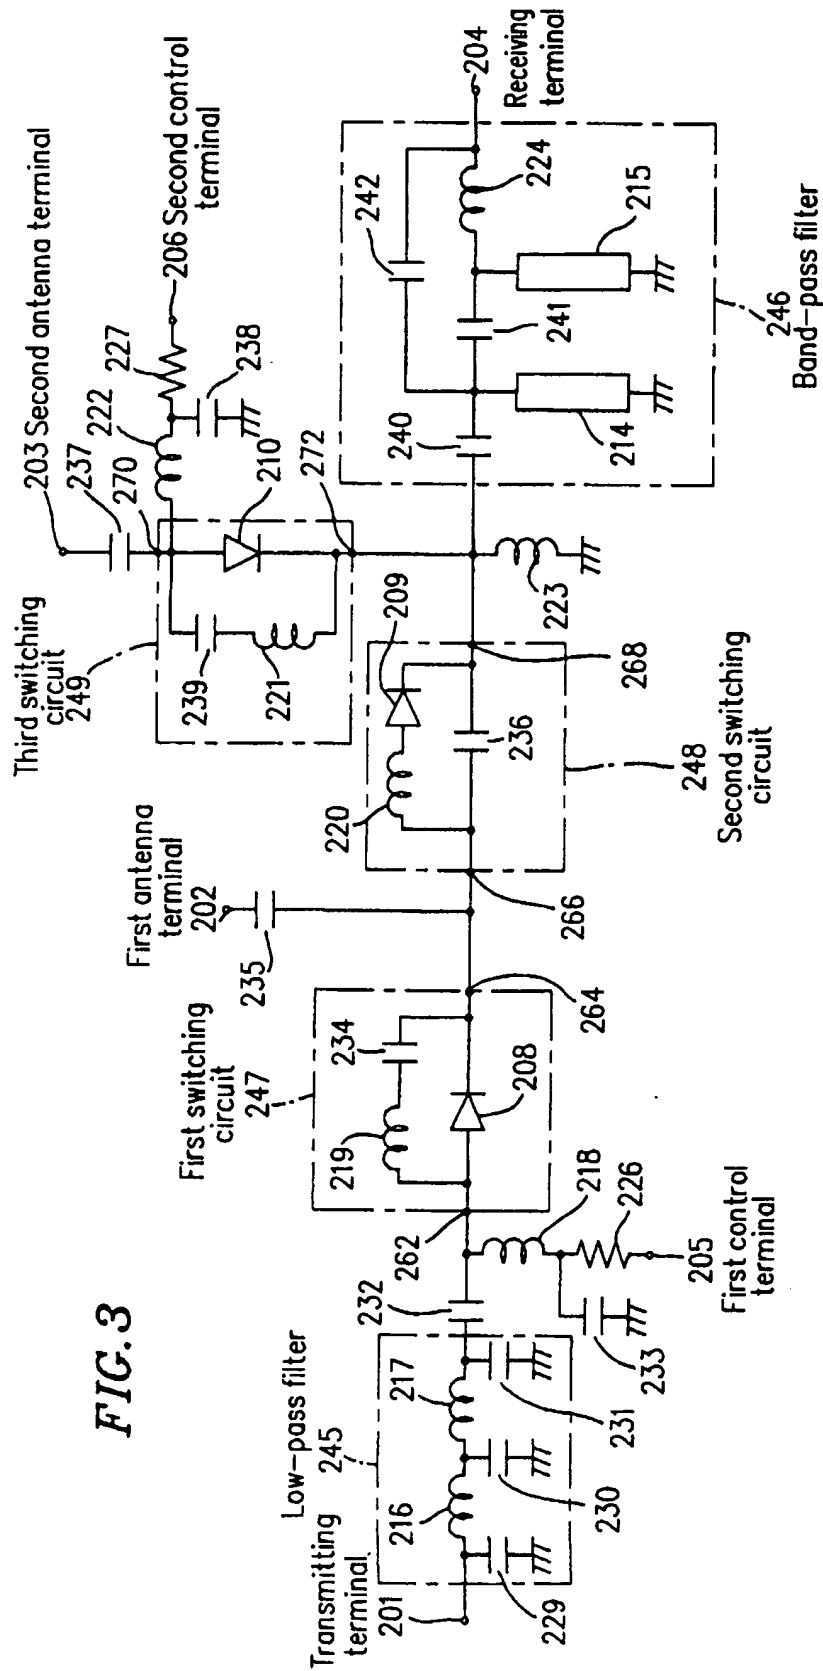 FIG. 3
Transmitting
terminal
201
Low-pass filter
245
216
217
229
230
231
232
262
233
218
226
205
First control
terminal
First switching
circuit
247
219
234
208
264
First antenna
terminal
202
235
266
220
209
236
268
248
Second switching
circuit
Third switching
circuit
249
239
221
203 Second antenna terminal
237
270
222
227
206 Second control
terminal
238
210
272
223
240
242
241
224
214
215
246
Band-pass filter
204
Receiving
terminal